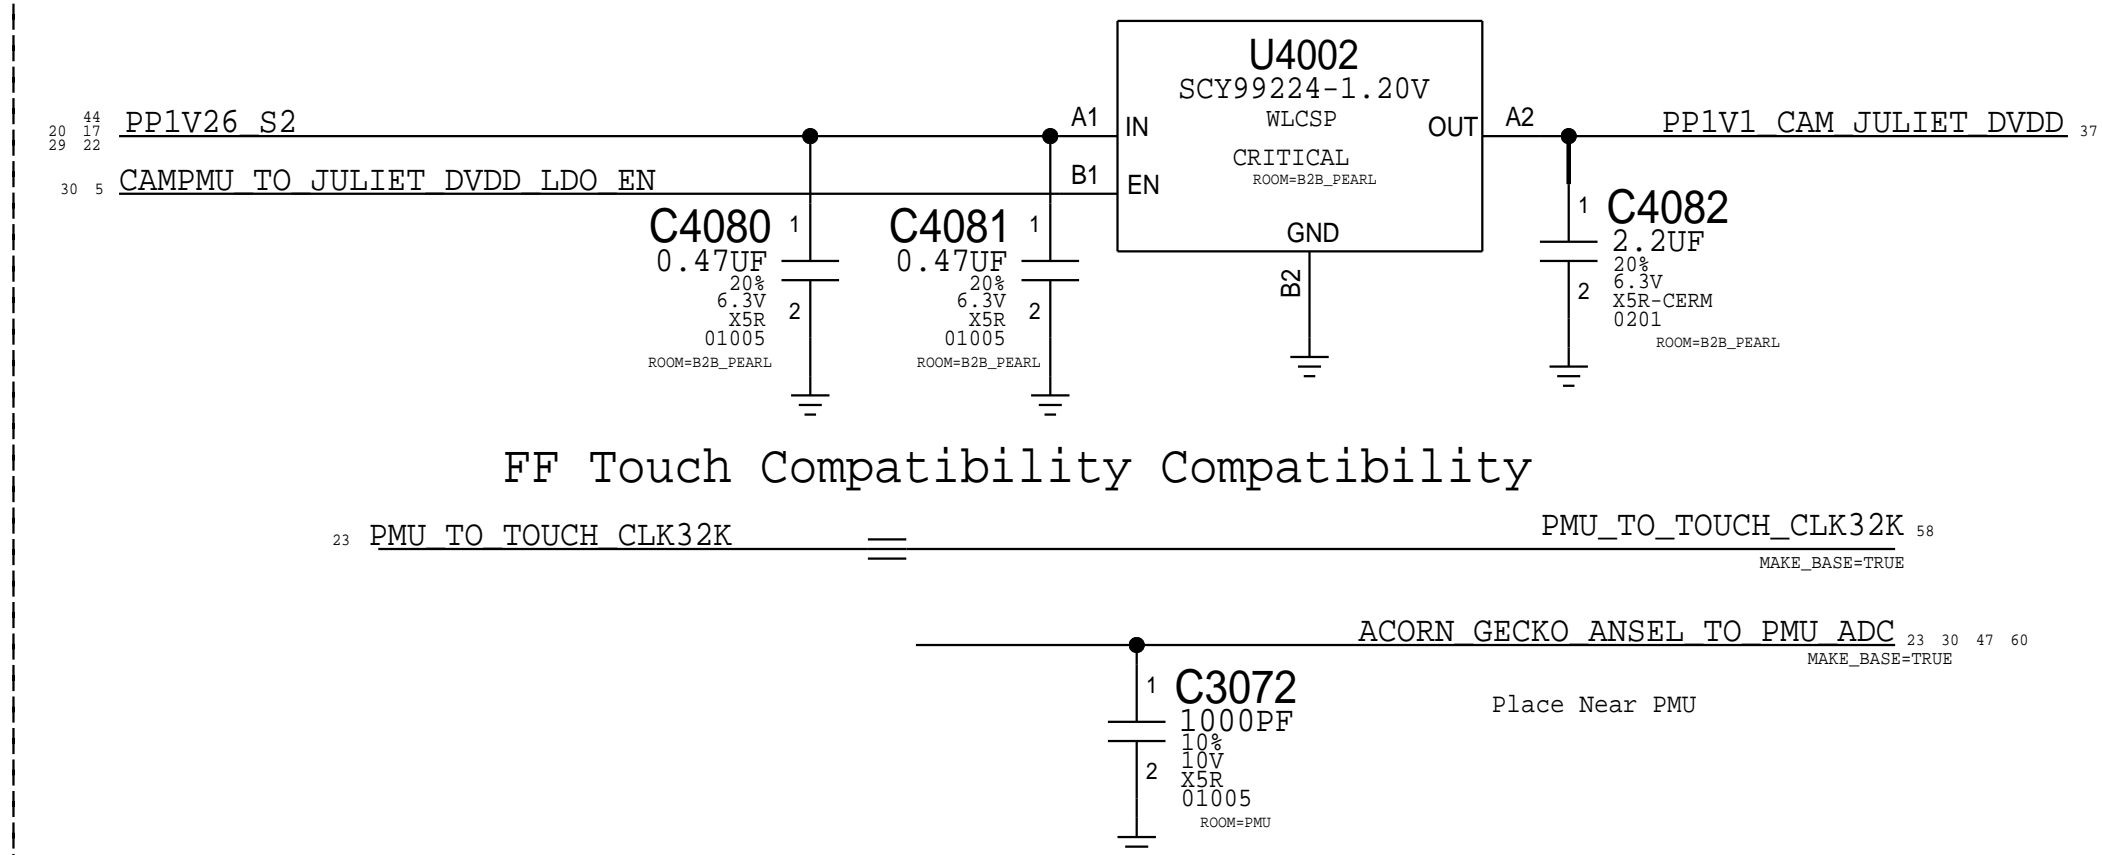 U4002
SCY99224-1.20V
WLCSP
CRITICAL
ROOM=B2B_PEARL
44
20 17
29 22
PP1V26_S2
A1
IN
OUT
A2
PP1V1_CAM_JULIET_DVDD
37
30 5
CAMPMU_TO_JULIET_DVDD_LDO_EN
B1
EN
GND
B2
C4080
0.47UF
20%
6.3V
X5R
01005
ROOM=B2B_PEARL
1
2
C4081
0.47UF
20%
6.3V
X5R
01005
ROOM=B2B_PEARL
1
2
1
2
C4082
2.2UF
20%
6.3V
X5R-CERM
0201
ROOM=B2B_PEARL
FF Touch Compatibility Compatibility
23 PMU_TO_TOUCH_CLK32K
PMU_TO_TOUCH_CLK32K 58
MAKE_BASE=TRUE
ACORN_GECKO_ANSEL_TO_PMU_ADC 23 30 47 60
MAKE_BASE=TRUE
1
2
C3072
1000PF
10%
10V
X5R
01005
ROOM=PMU
Place Near PMU